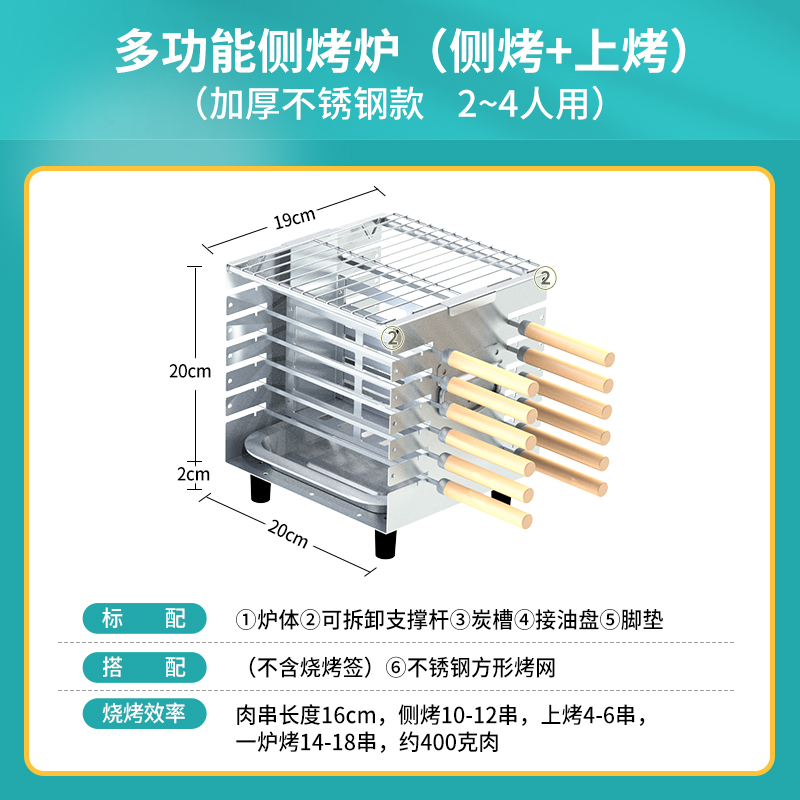 多功能侧烤炉（侧烤+上烤）
（加厚不锈钢款 2~4人用）
19cm
②
②
20cm
2cm
20cm
标 配
①炉体②可拆卸支撑杆③炭槽④接油盘⑤脚垫
搭 配
（不含烧烤签）⑥不锈钢方形烤网
烧烤效率
肉串长度16cm，侧烤10-12串，上烤4-6串，
一炉烤14-18串，约400克肉